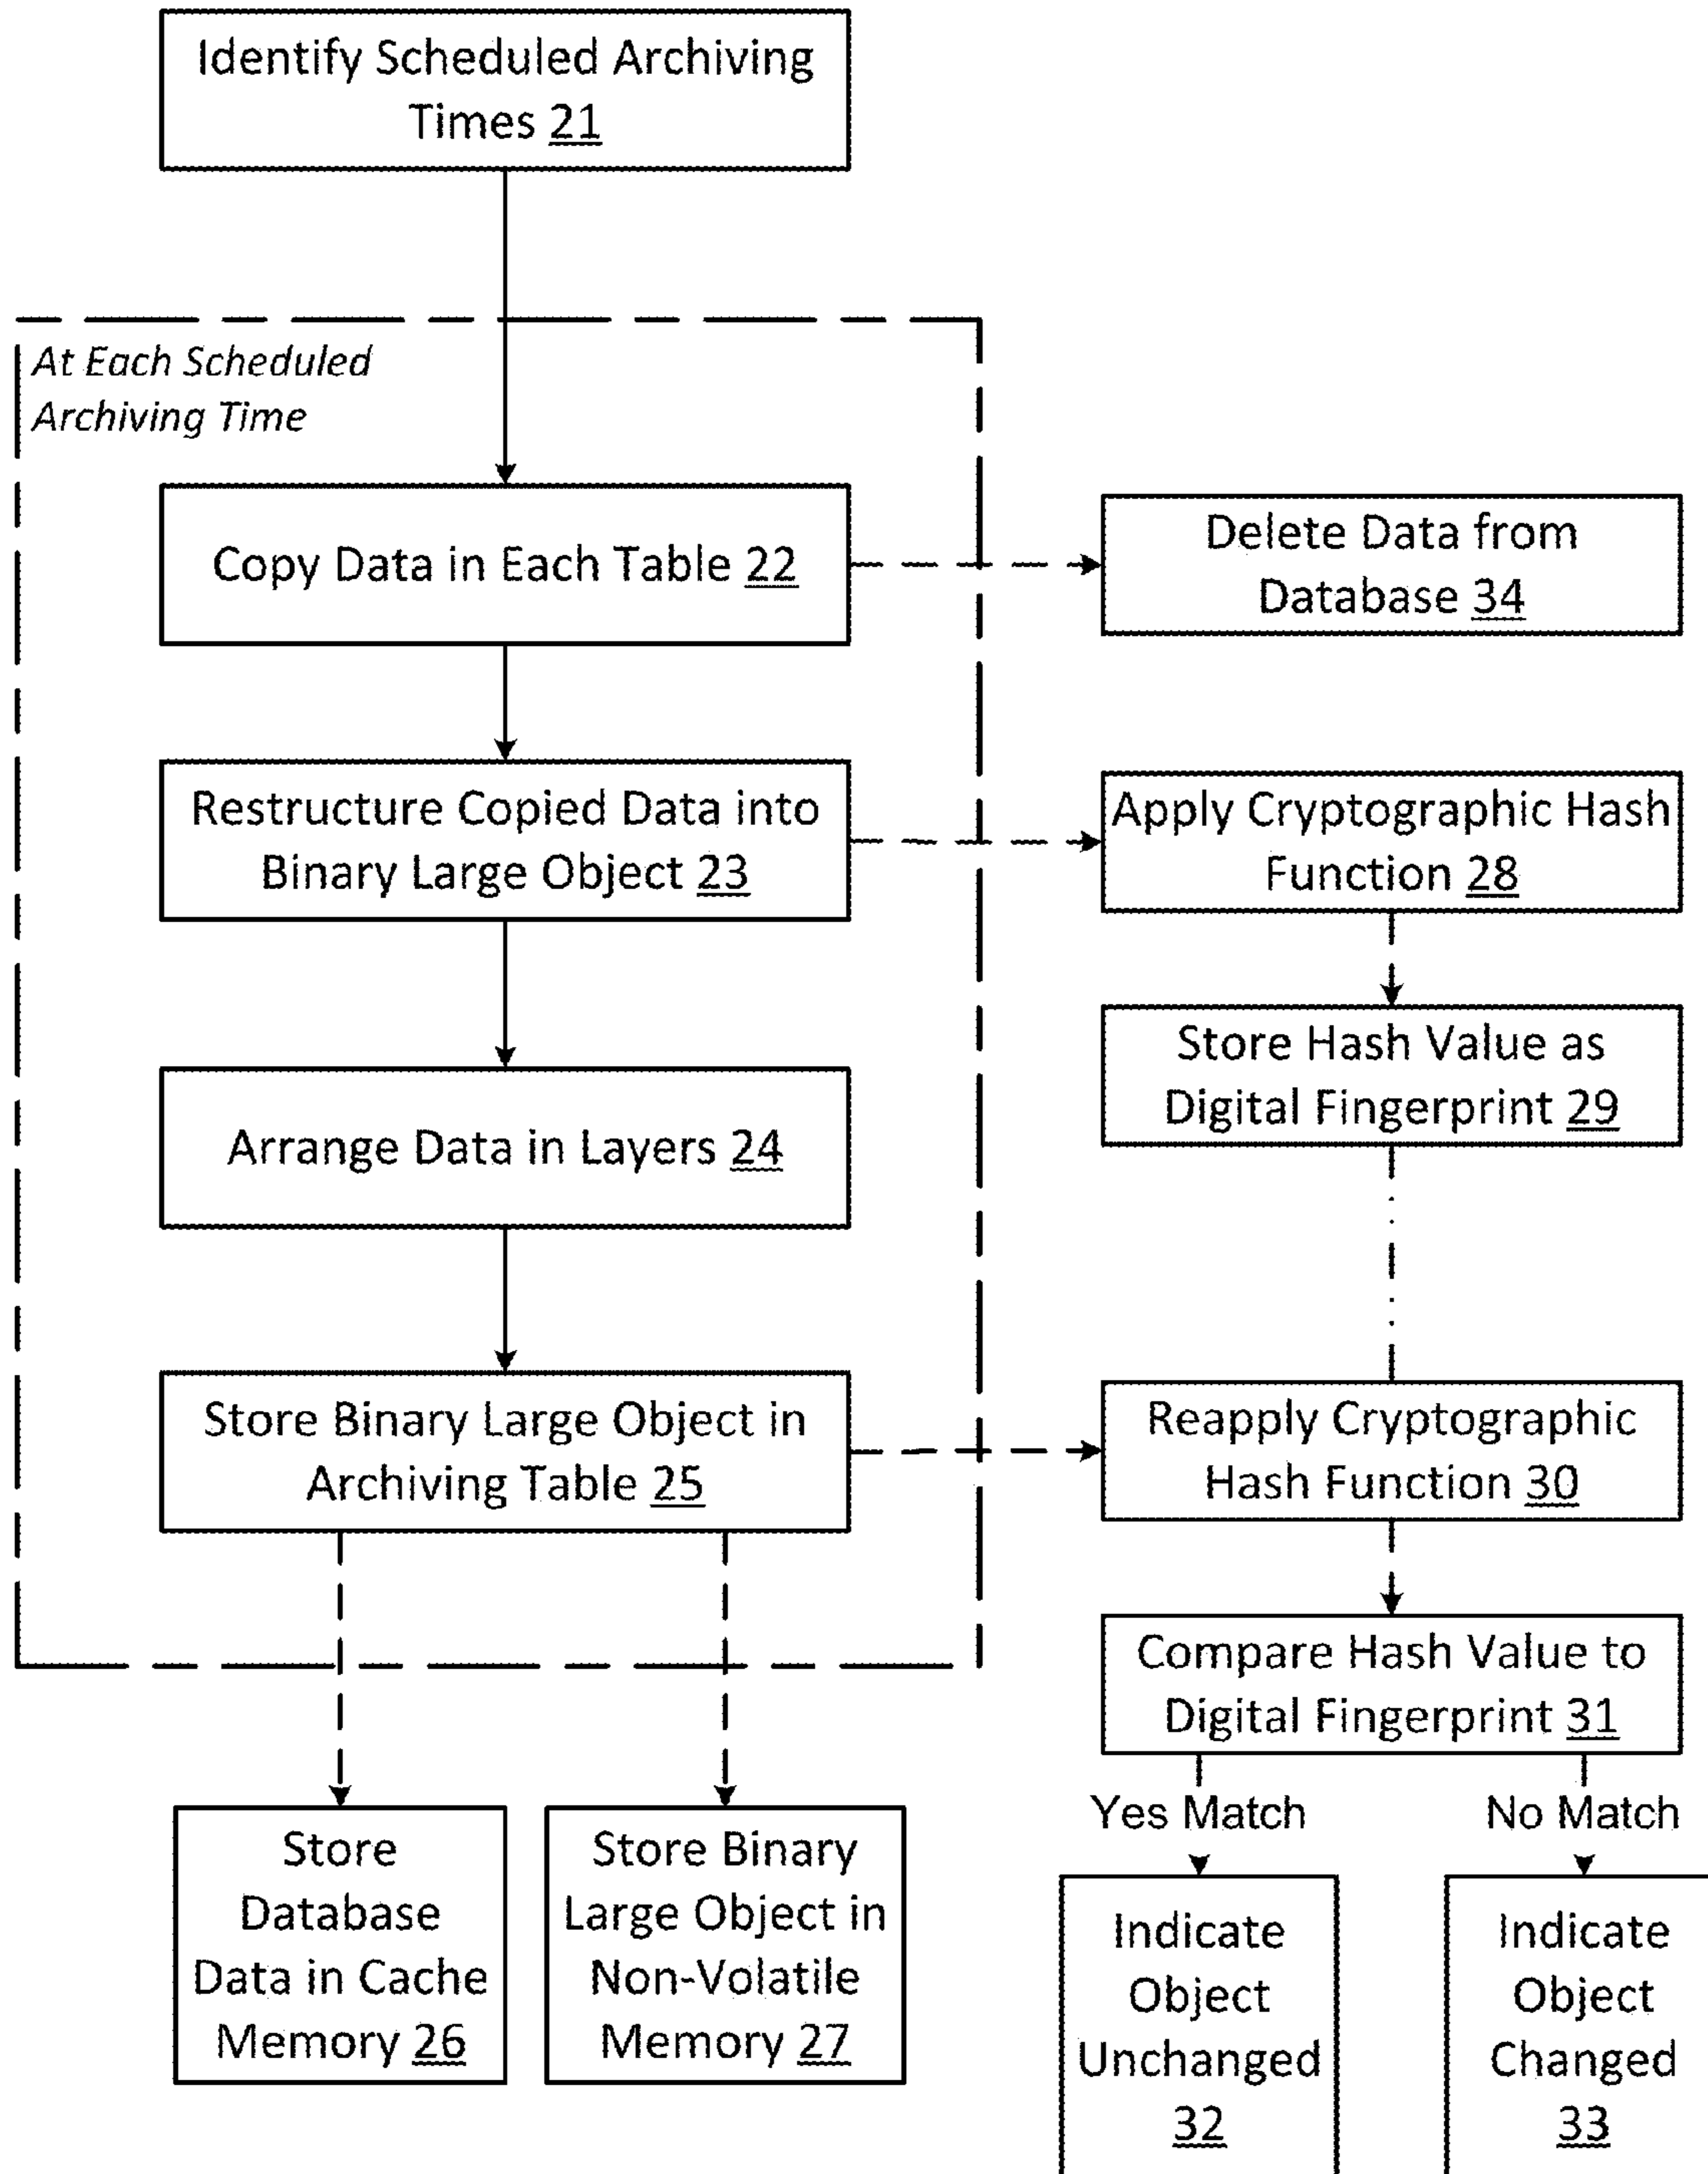 Identify Scheduled Archiving
Times 21
At Each Scheduled
Archiving Time
Copy Data in Each Table 22
Delete Data from
Database 34
Restructure Copied Data into
Binary Large Object 23
Apply Cryptographic Hash
Function 28
Store Hash Value as
Digital Fingerprint 29
Arrange Data in Layers 24
Store Binary Large Object in
Archiving Table 25
Reapply Cryptographic
Hash Function 30
Compare Hash Value to
Digital Fingerprint 31
Yes Match
No Match
Store
Database
Data in Cache
Memory 26
Store Binary
Large Object in
Non-Volatile
Memory 27
Indicate
Object
Unchanged
32
Indicate
Object
Changed
33